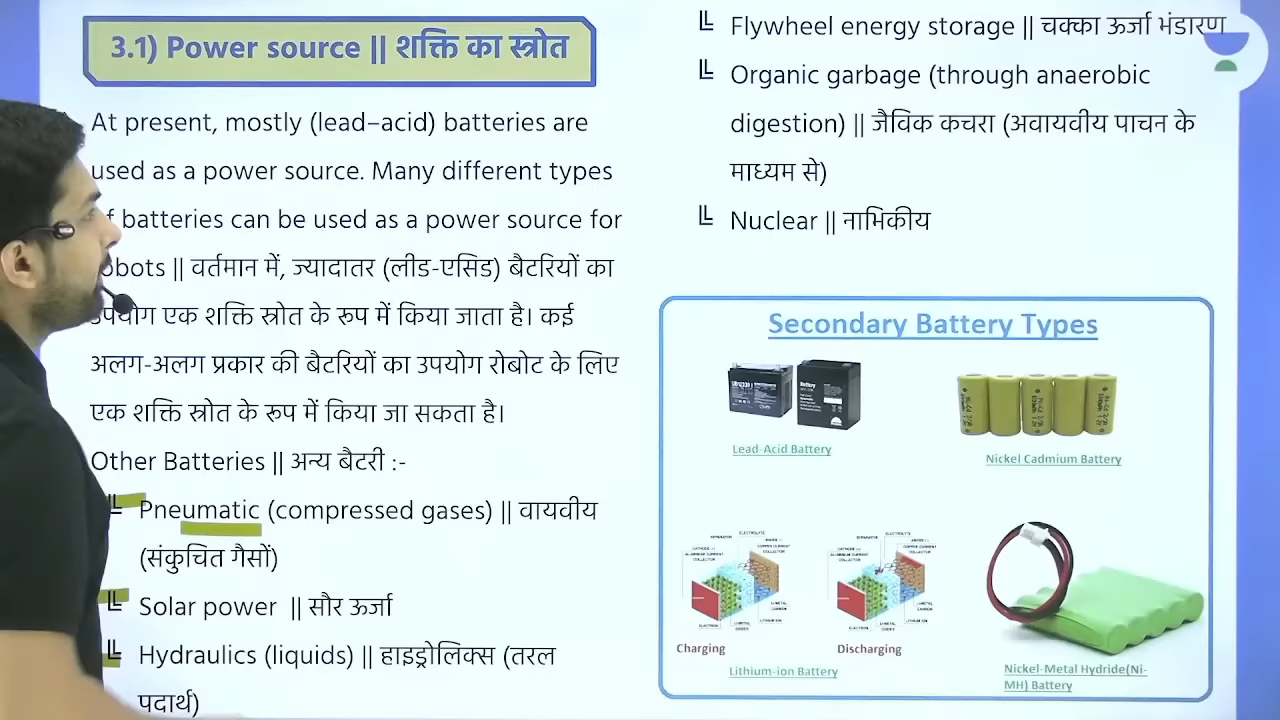 3.1) Power source || शक्ति का स्त्रोत
At present, mostly (lead–acid) batteries are
used as a power source. Many different types
batteries can be used as a power source for
|| वर्तमान में, ज्यादातर (लीड-एसिड) बैटरियों का
उपयोग एक शक्ति स्रोत के रूप में किया जाता है। कई
अलग-अलग प्रकार की बैटरियों का उपयोग रोबोट के लिए
एक शक्ति स्रोत के रूप में किया जा सकता है।
Other Batteries || अन्य बैटरी :-
Pneumatic (compressed gases) || वायवीय
(संकुचित गैसों)
Solar power || सौर ऊर्जा
Hydraulics (liquids) || हाइड्रोलिक्स (तरल
पदार्थ)
Flywheel energy storage || चक्का ऊर्जा भंडारण
Organic garbage (through anaerobic
digestion) || जैविक कचरा (अवायवीय पाचन के
माध्यम से)
Nuclear || नाभिकीय
Secondary Battery Types
Lead-Acid Battery
Nickel Cadmium Battery
Charging
Discharging
Lithium-ion Battery
Nickel-Metal Hydride(Ni-
MH) Battery